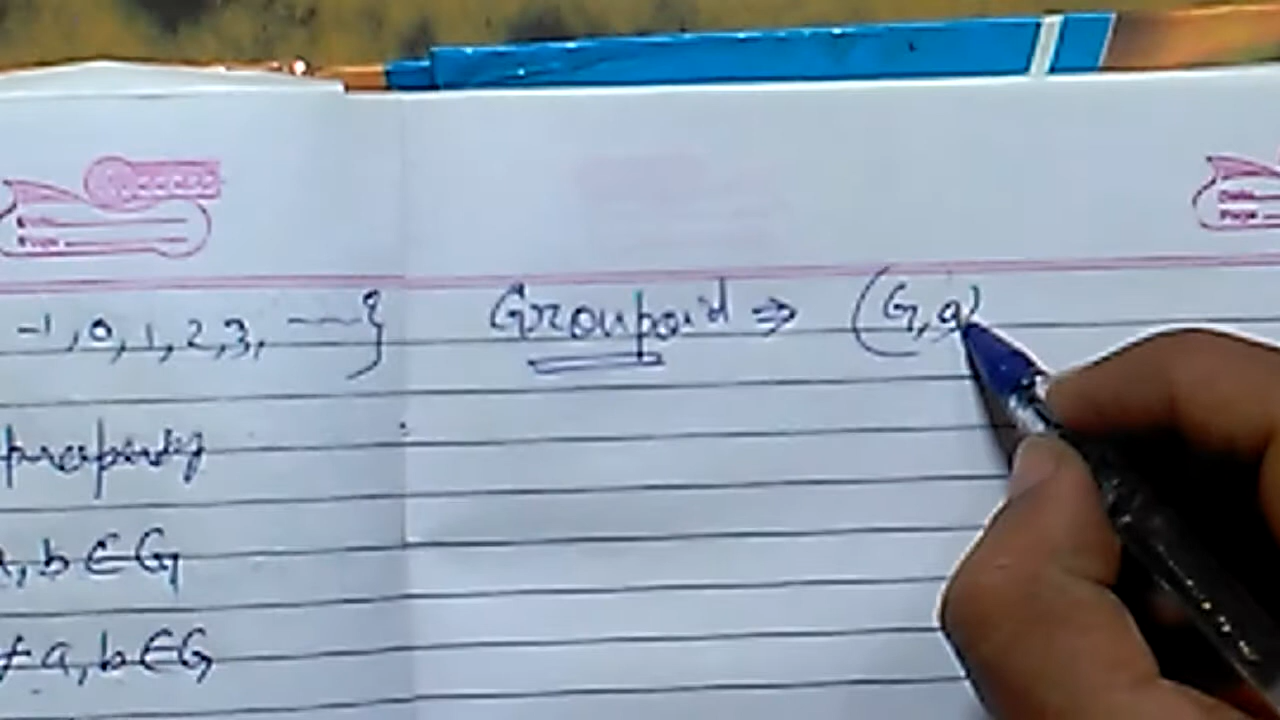 -1, 0, 1, 2, 3, ---}
property
a, b ∈ G
≠ a, b ∈ G
Groupoid ⇒ (G, o)